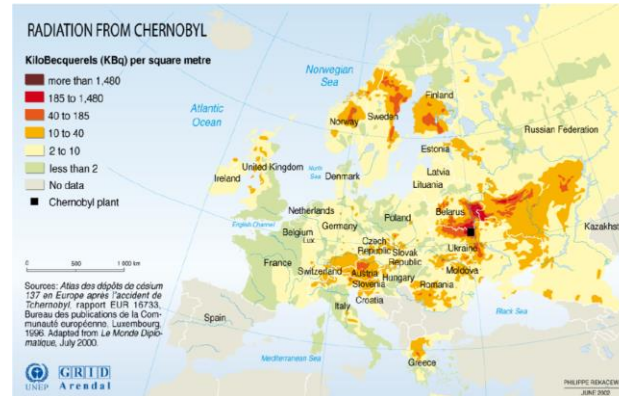 RADIATION FROM CHERNOBYL
KiloBecquerels (KBq) per square metre
more than 1,480
185 to 1,480
40 to 185
10 to 40
2 to 10
less than 2
No data
Chernobyl plant
Norwegian
Sea
Atlantic
Ocean
Finland
Norway
Sweden
Russian Federation
Estonia
United Kingdom
North
Sea
Denmark
Latvia
Ireland
Lituania
Netherlands
Belarus
English Channel
Germany
Poland
Belgium
Lux.
Czech
Republic
Slovak
Republic
Ukraine
Kazakhstan
France
Switzerland
Austria
Hungary
Moldova
Slovenia
Romania
Croatia
Italy
Black Sea
Spain
Mediterranean Sea
Greece
0 500 1 000 km
Sources: Atlas des dépôts de césium
137 en Europe après l'accident de
Tchernobyl, rapport EUR 16733,
Bureau des publications de la Com-
munauté européenne, Luxembourg,
1996. Adapted from Le Monde Diplo-
matique, July 2000.
UNEP
GRID
Arendal
PHILIPPE REKACEW
JUNE 2002